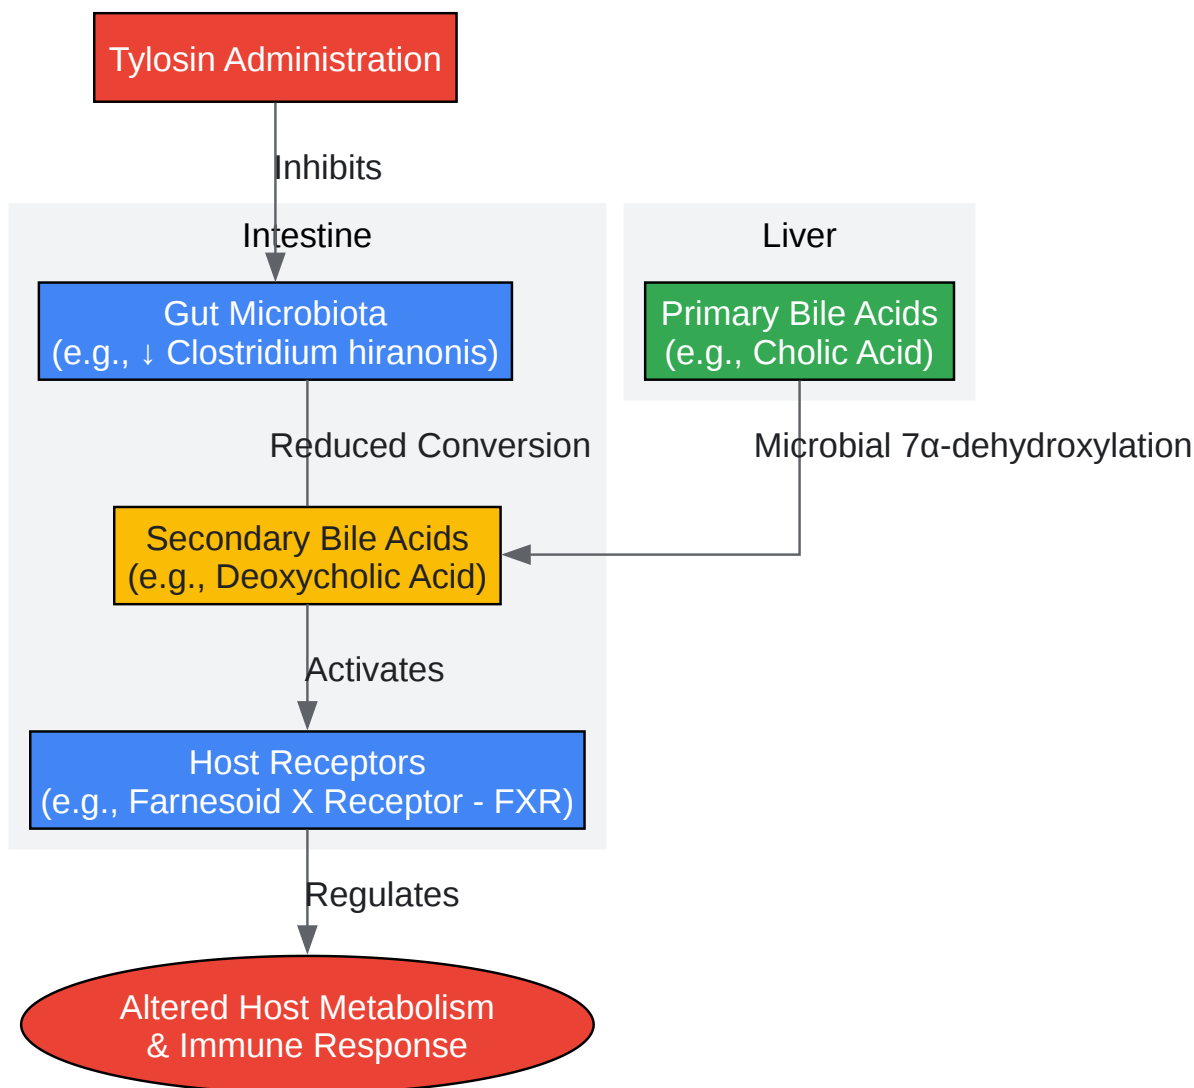 Tylosin Administration
Inhibits
Intestine
Liver
Gut Microbiota
(e.g., ↓ Clostridium hiranonis)
Primary Bile Acids
(e.g., Cholic Acid)
Reduced Conversion
Microbial 7α-dehydroxylation
Secondary Bile Acids
(e.g., Deoxycholic Acid)
Activates
Host Receptors
(e.g., Farnesoid X Receptor - FXR)
Regulates
Altered Host Metabolism
& Immune Response